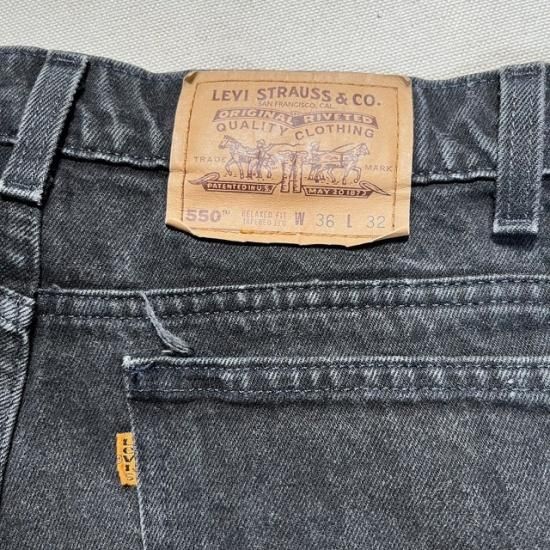 LEVI STRAUSS & CO.
SAN FRANCISCO, CAL.
ORIGINAL RIVETED
QUALITY CLOTHING
TRADE MARK
PATENTED IN U.S. MAY 20 1873
550™ RELAXED FIT TAPERED LEG W 36 L 32
LEVI'S